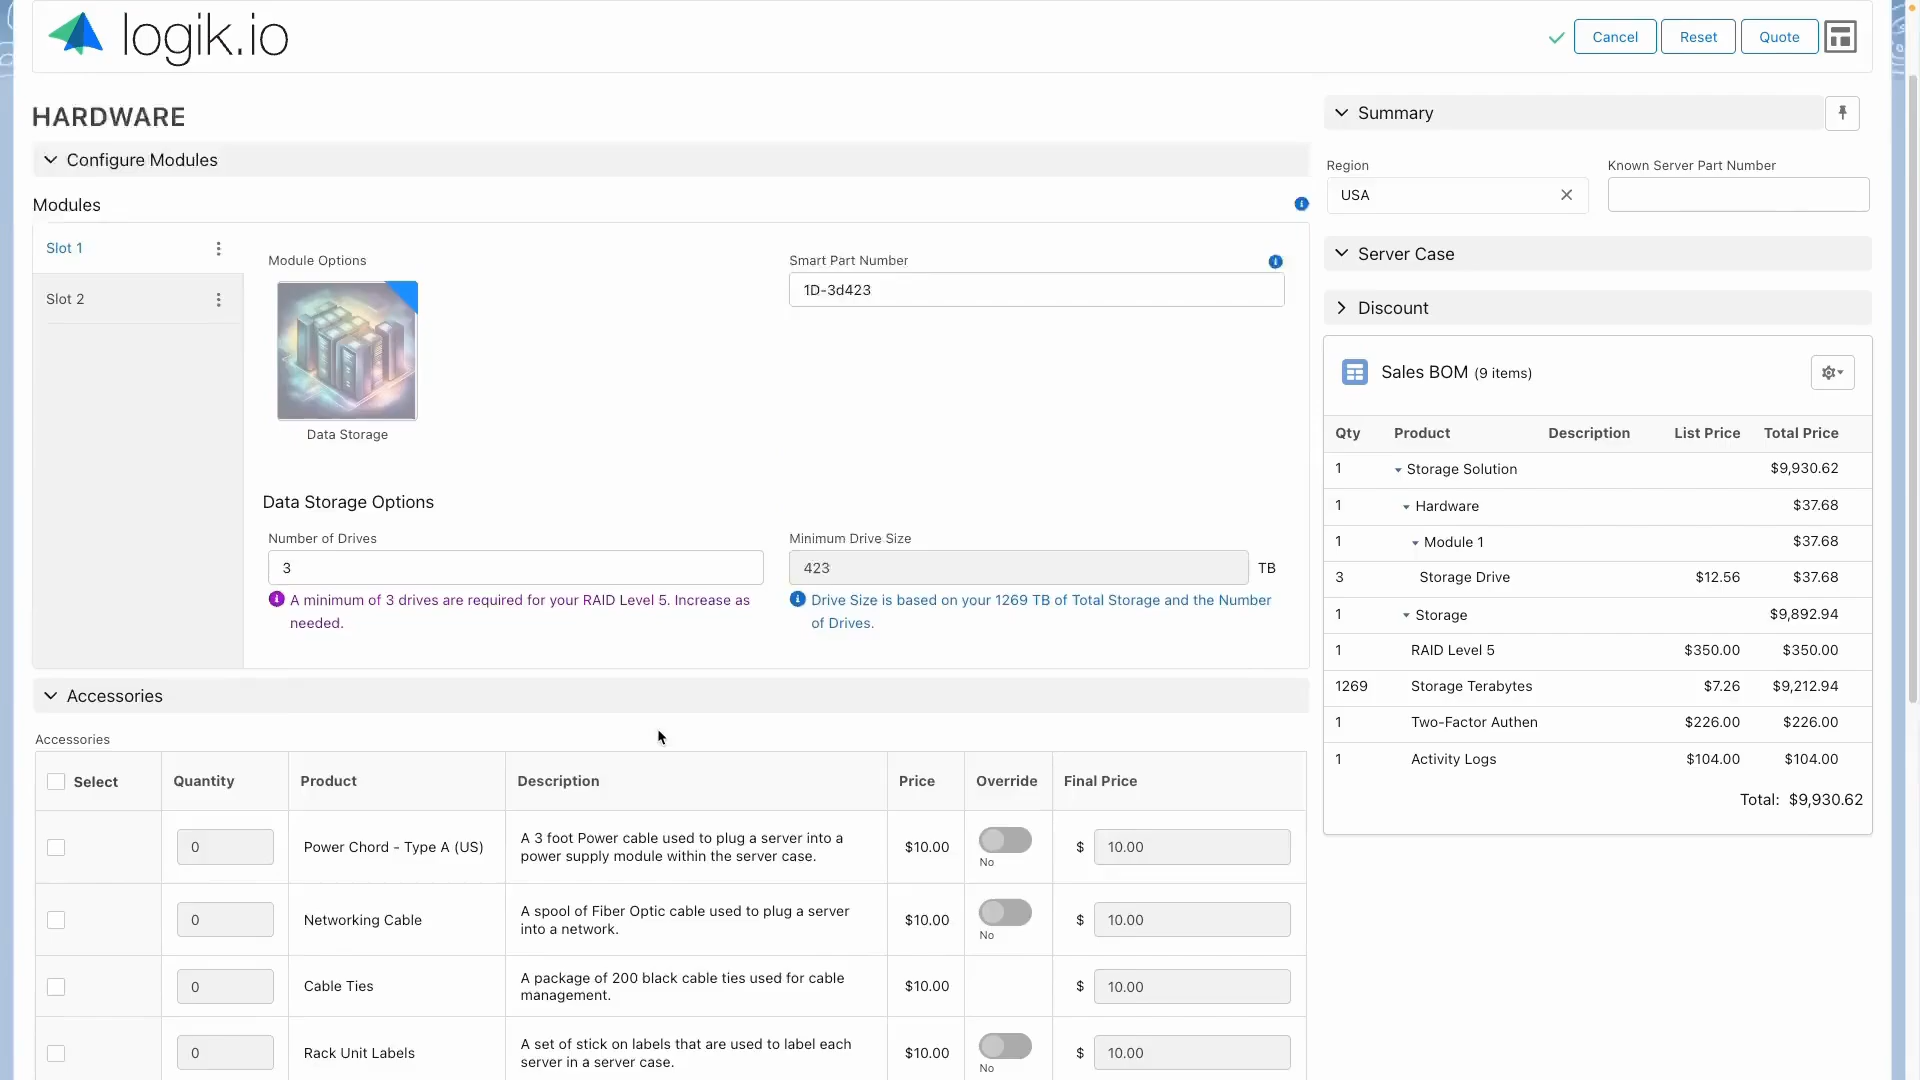 logik.io
Cancel
Reset
Quote
HARDWARE
Configure Modules
Modules
Slot 1
Slot 2
Module Options
Data Storage
Smart Part Number
1D-3d423
Data Storage Options
Number of Drives
3
A minimum of 3 drives are required for your RAID Level 5. Increase as
needed.
Minimum Drive Size
423 TB
Drive Size is based on your 1269 TB of Total Storage and the Number
of Drives.
Accessories
Accessories
Select Quantity Product Description Price Override Final Price
0 Power Chord - Type A (US) A 3 foot Power cable used to plug a server into a
power supply module within the server case. $10.00 No $ 10.00
0 Networking Cable A spool of Fiber Optic cable used to plug a server
into a network. $10.00 No $ 10.00
0 Cable Ties A package of 200 black cable ties used for cable
management. $10.00 $ 10.00
0 Rack Unit Labels A set of stick on labels that are used to label each
server in a server case. $10.00 No $ 10.00
Summary
Region
USA
Known Server Part Number
Server Case
Discount
Sales BOM (9 items)
Qty Product Description List Price Total Price
1 Storage Solution $9,930.62
1 Hardware $37.68
1 Module 1 $37.68
3 Storage Drive $12.56 $37.68
1 Storage $9,892.94
1 RAID Level 5 $350.00 $350.00
1269 Storage Terabytes $7.26 $9,212.94
1 Two-Factor Authen $226.00 $226.00
1 Activity Logs $104.00 $104.00
Total: $9,930.62